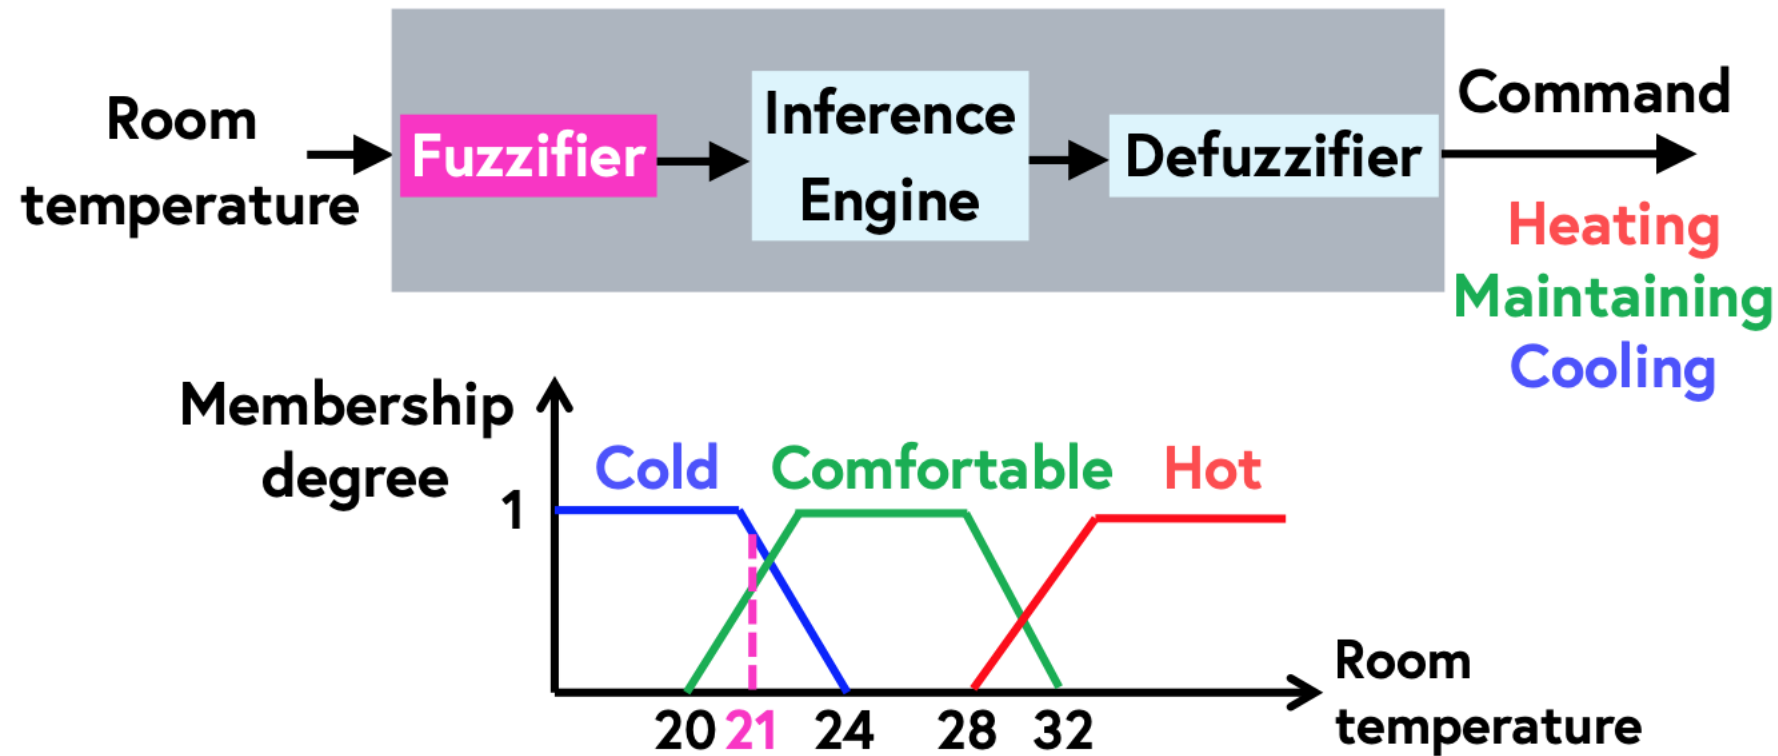 Room
temperature
Fuzzifier
Inference
Engine
Defuzzifier
Command
Heating
Maintaining
Cooling
Membership
degree
1
Cold
Comfortable
Hot
20
21
24
28
32
Room
temperature